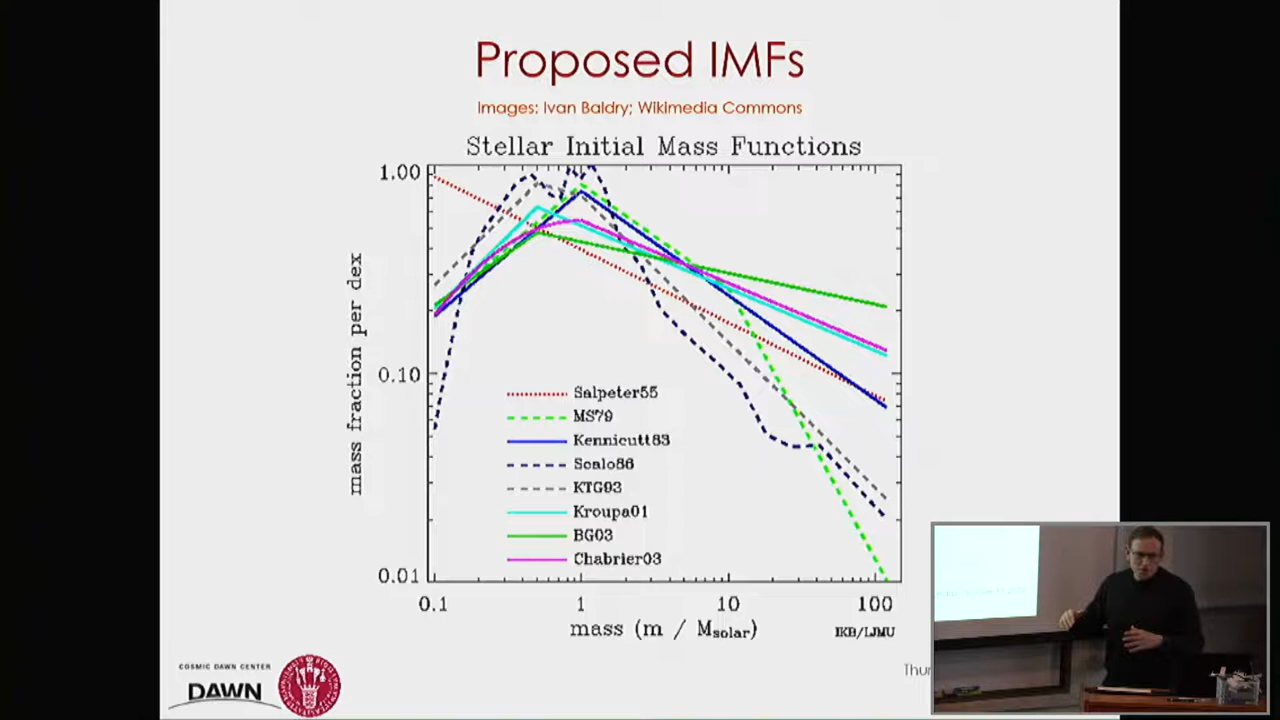 Proposed IMFs
Images: Ivan Baldry; Wikimedia Commons
Stellar Initial Mass Functions
1.00
0.10
0.01
mass fraction per dex
Salpeter55
MS79
Kennicutt83
Scalo86
KTG93
Kroupa01
BG03
Chabrier03
0.1
1
10
100
mass (m / Msolar)
IKB/LJMU
COSMIC DAWN CENTER
DAWN
Thur